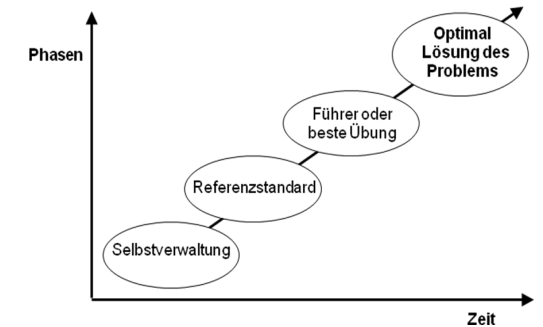 Phasen
Optimal
Lösung des
Problems
Führer oder
beste Übung
Referenzstandard
Selbstverwaltung
Zeit